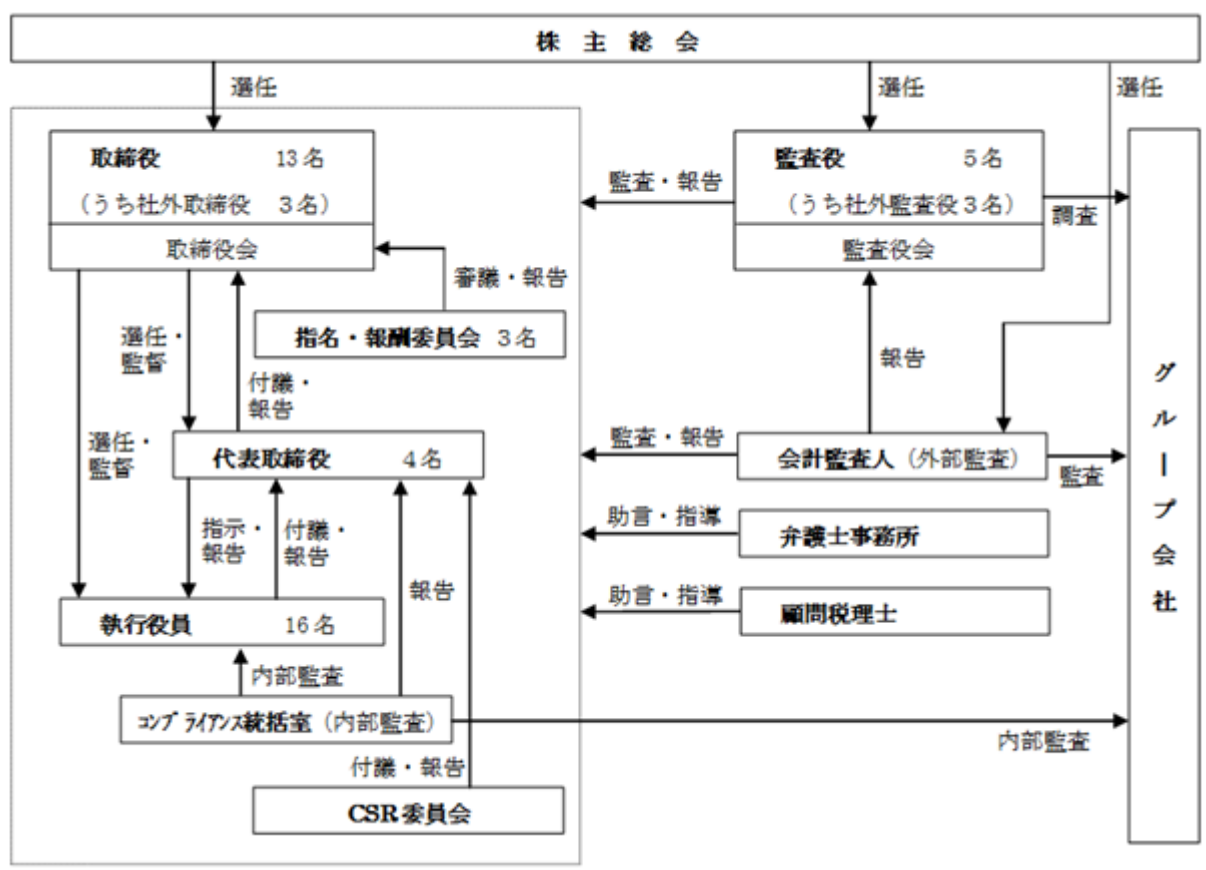 株主総会
選任
選任
選任
取締役 13名
（うち社外取締役 3名）
取締役会
監査・報告
監査役 5名
（うち社外監査役3名）
監査役会
調査
審議・報告
指名・報酬委員会 3名
選任・
監督
付議・
報告
報告
選任・
監督
代表取締役 4名
監査・報告
会計監査人（外部監査）
監査
指示・
報告
付議・
報告
報告
助言・指導
弁護士事務所
執行役員 16名
助言・指導
顧問税理士
内部監査
コンプライアンス統括室（内部監査）
内部監査
付議・報告
CSR委員会
グループ会社